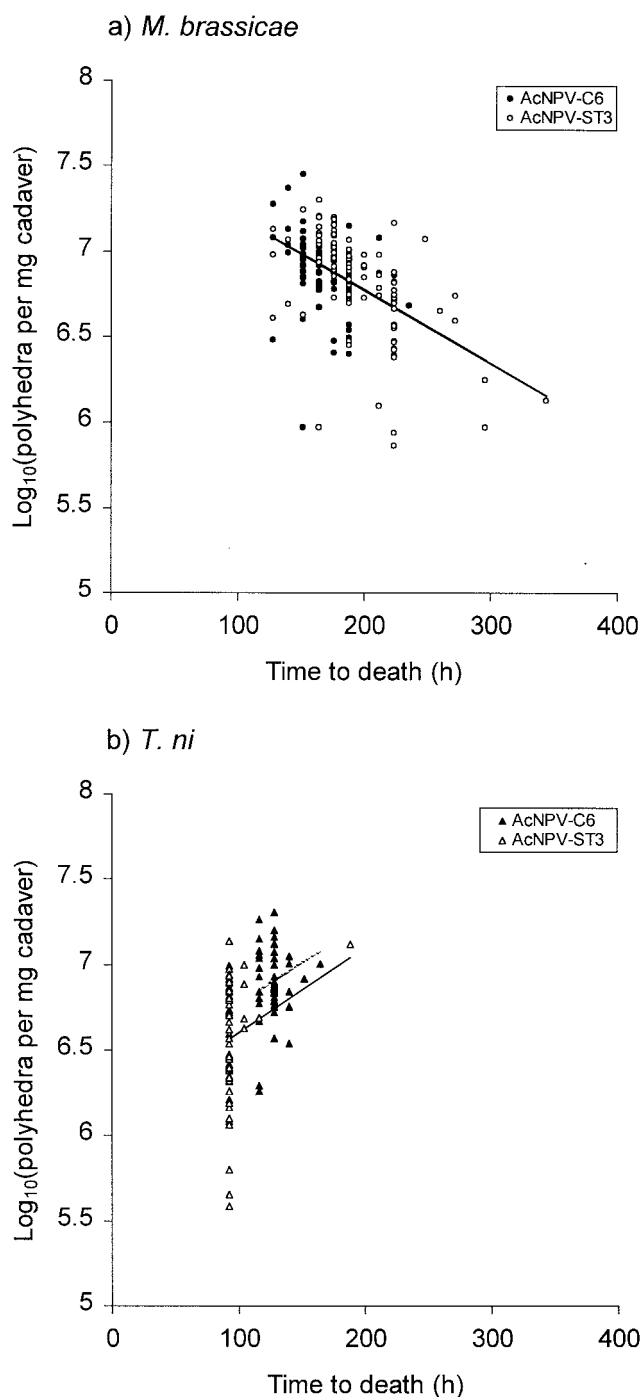 a) M. brassicae
8
AcNPV-C6
AcNPV-ST3
7.5
7
6.5
6
5.5
5
Log₁₀(polyhedra per mg cadaver)
0 100 200 300 400
Time to death (h)
b) T. ni
8
AcNPV-C6
AcNPV-ST3
7.5
7
6.5
6
5.5
5
Log₁₀(polyhedra per mg cadaver)
0 100 200 300 400
Time to death (h)